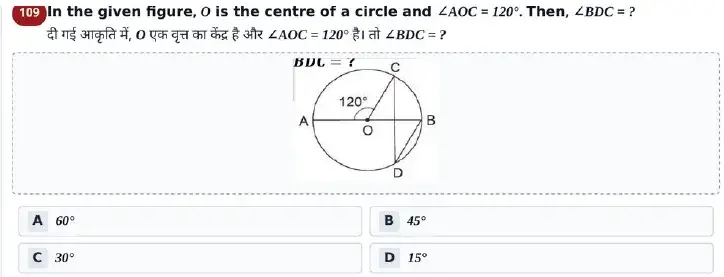 109 In the given figure, O is the centre of a circle and ∠AOC = 120°. Then, ∠BDC = ?
दी गई आकृति में, O एक वृत्त का केंद्र है और ∠AOC = 120° है। तो ∠BDC = ?
BDC = ?
C
120°
A
B
O
D
A 60°
B 45°
C 30°
D 15°